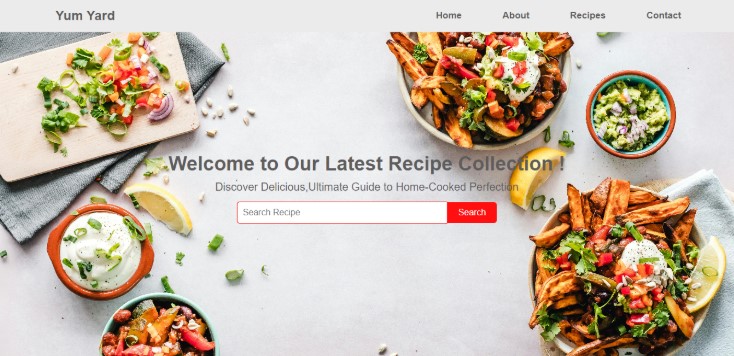 Yum Yard
Home About Recipes Contact
Welcome to Our Latest Recipe Collection !
Discover Delicious,Ultimate Guide to Home-Cooked Perfection
Search Recipe Search